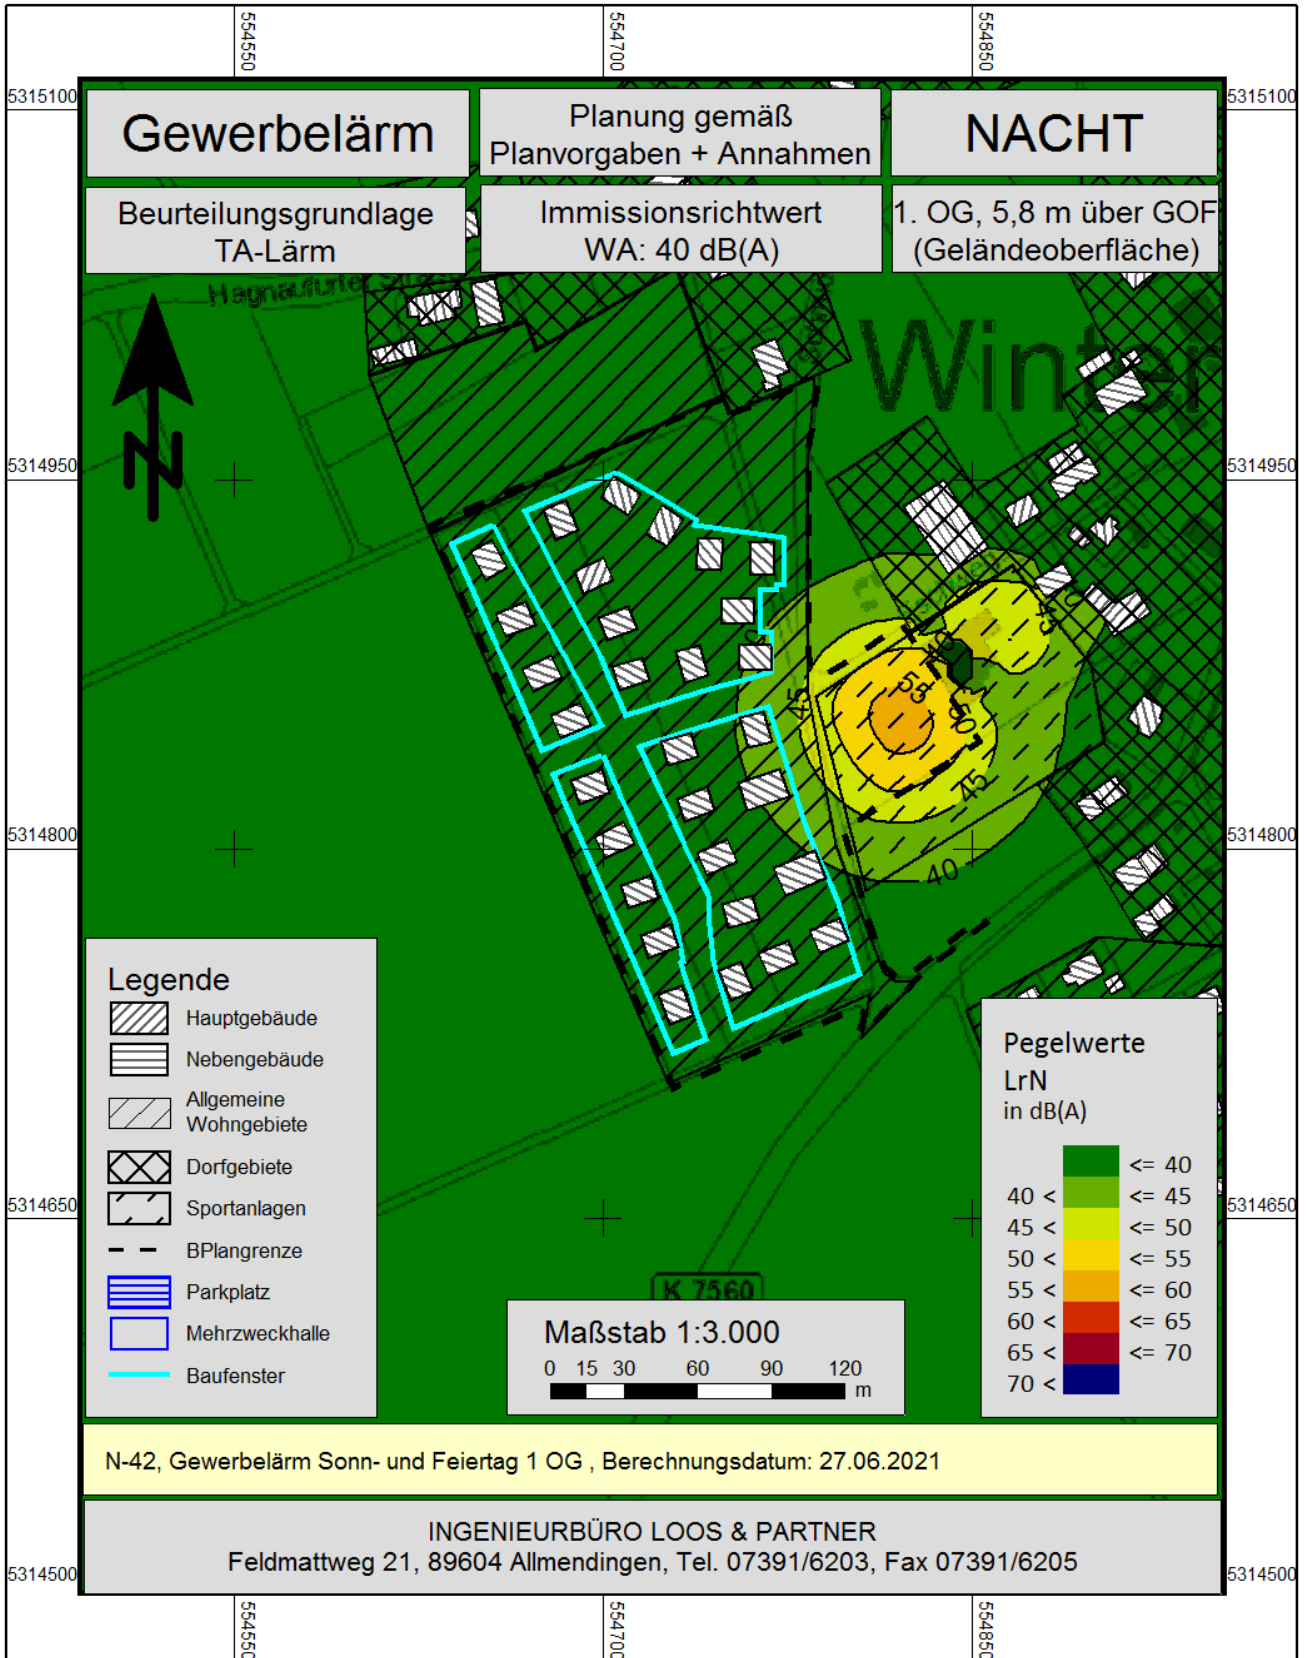 554550
554700
554850
5315100
5315100
Gewerbelärm
Planung gemäß
Planvorgaben + Annahmen
NACHT
Beurteilungsgrundlage
TA-Lärm
Immissionsrichtwert
WA: 40 dB(A)
1. OG, 5,8 m über GOF
(Geländeoberfläche)
Winter
N
5314950
5314950
45
40
55
50
45
45
40
5314800
5314800
Legende
Hauptgebäude
Nebengebäude
Allgemeine
Wohngebiete
Dorfgebiete
Sportanlagen
BPlangrenze
Parkplatz
Mehrzweckhalle
Baufenster
Pegelwerte
LrN
in dB(A)
<= 40
40 < <= 45
45 < <= 50
50 < <= 55
55 < <= 60
60 < <= 65
65 < <= 70
70 <
5314650
5314650
K 7560
Maßstab 1:3.000
0 15 30 60 90 120
m
N-42, Gewerbelärm Sonn- und Feiertag 1 OG , Berechnungsdatum: 27.06.2021
INGENIEURBÜRO LOOS & PARTNER
Feldmattweg 21, 89604 Allmendingen, Tel. 07391/6203, Fax 07391/6205
5314500
5314500
554550
554700
554850